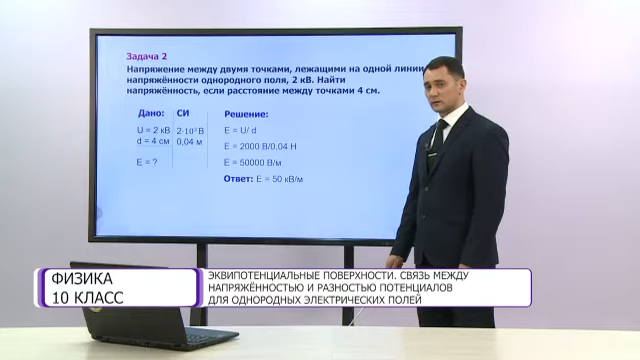 Задача 2
Напряжение между двумя точками, лежащими на одной линии
напряжённости однородного поля, 2 кВ. Найти
напряжённость, если расстояние между точками 4 см.
Дано: СИ Решение:
U = 2 кВ 2·10³ В E = U/ d
d = 4 см 0,04 м
E = 2000 В/0,04 Н
E = ? E = 50000 В/м
Ответ: E = 50 кВ/м
ФИЗИКА
10 КЛАСС
ЭКВИПОТЕНЦИАЛЬНЫЕ ПОВЕРХНОСТИ. СВЯЗЬ МЕЖДУ
НАПРЯЖЁННОСТЬЮ И РАЗНОСТЬЮ ПОТЕНЦИАЛОВ
ДЛЯ ОДНОРОДНЫХ ЭЛЕКТРИЧЕСКИХ ПОЛЕЙ